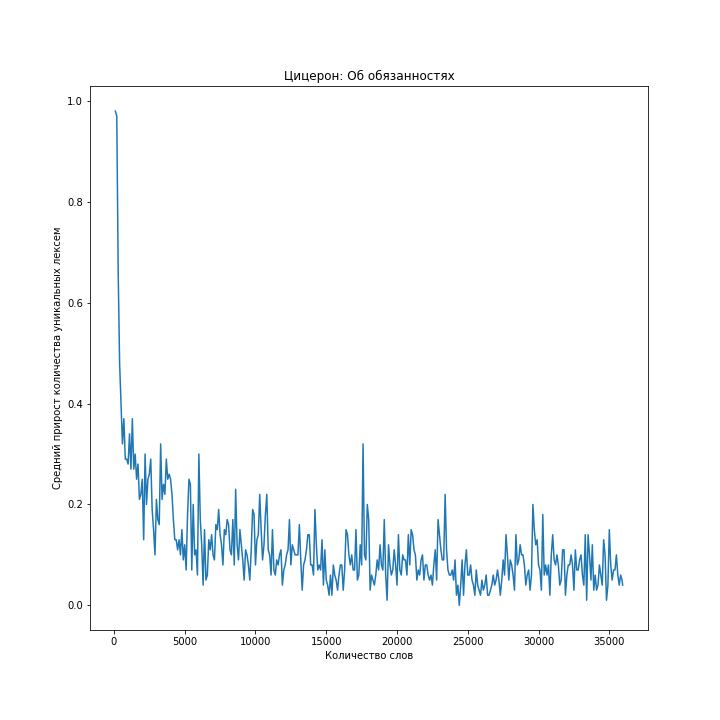 Цицерон: Об обязанностях
Средний прирост количества уникальных лексем
1.0
0.8
0.6
0.4
0.2
0.0
0 5000 10000 15000 20000 25000 30000 35000
Количество слов